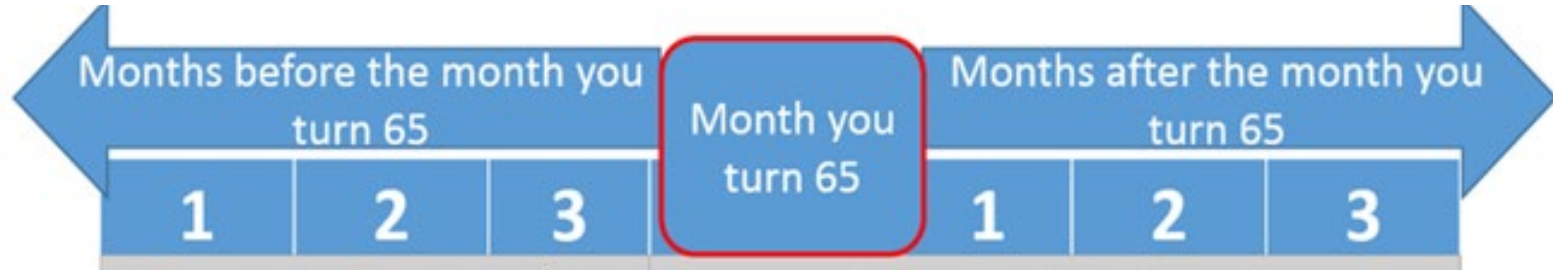 Months before the month you
turn 65
Month you
turn 65
Months after the month you
turn 65
1 2 3
1 2 3